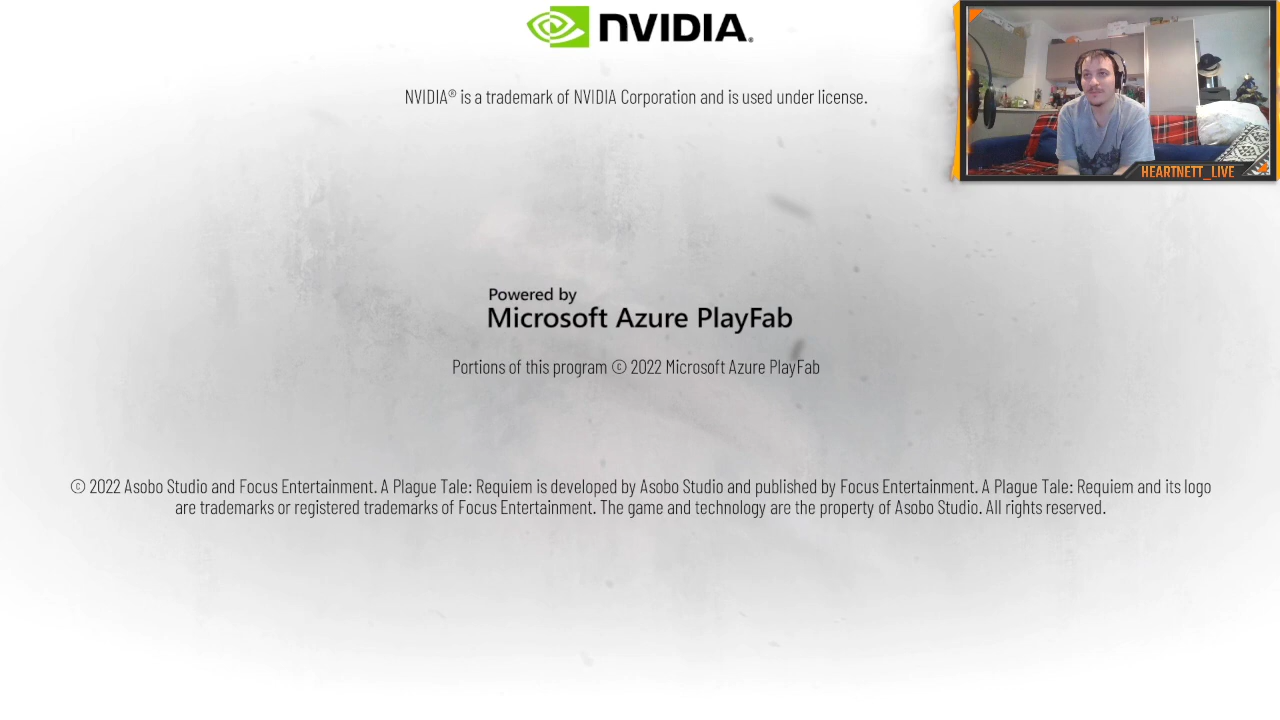 NVIDIA®
NVIDIA® is a trademark of NVIDIA Corporation and is used under license.
HEARTNETT_LIVE
Powered by
Microsoft Azure PlayFab
Portions of this program © 2022 Microsoft Azure PlayFab
© 2022 Asobo Studio and Focus Entertainment. A Plague Tale: Requiem is developed by Asobo Studio and published by Focus Entertainment. A Plague Tale: Requiem and its logo
are trademarks or registered trademarks of Focus Entertainment. The game and technology are the property of Asobo Studio. All rights reserved.